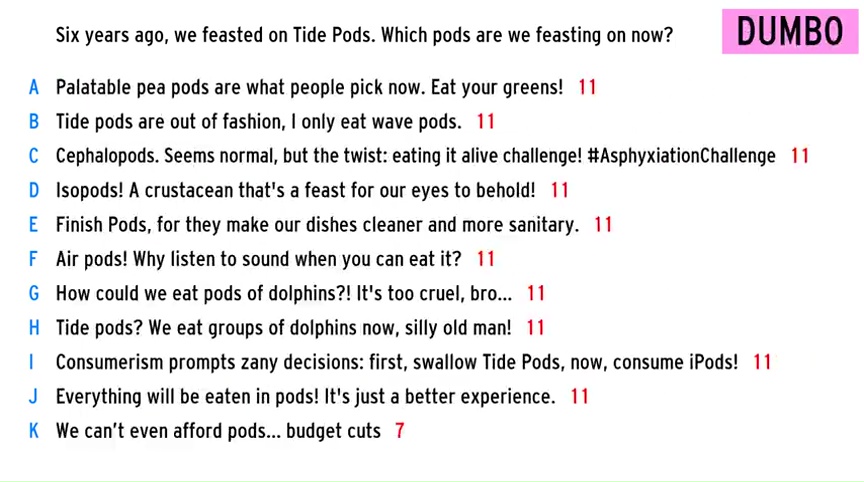 Six years ago, we feasted on Tide Pods. Which pods are we feasting on now?
DUMBO
A Palatable pea pods are what people pick now. Eat your greens! 11
B Tide pods are out of fashion, I only eat wave pods. 11
C Cephalopods. Seems normal, but the twist: eating it alive challenge! #AsphyxiationChallenge 11
D Isopods! A crustacean that's a feast for our eyes to behold! 11
E Finish Pods, for they make our dishes cleaner and more sanitary. 11
F Air pods! Why listen to sound when you can eat it? 11
G How could we eat pods of dolphins?! It's too cruel, bro... 11
H Tide pods? We eat groups of dolphins now, silly old man! 11
I Consumerism prompts zany decisions: first, swallow Tide Pods, now, consume iPods! 11
J Everything will be eaten in pods! It's just a better experience. 11
K We can’t even afford pods... budget cuts 7